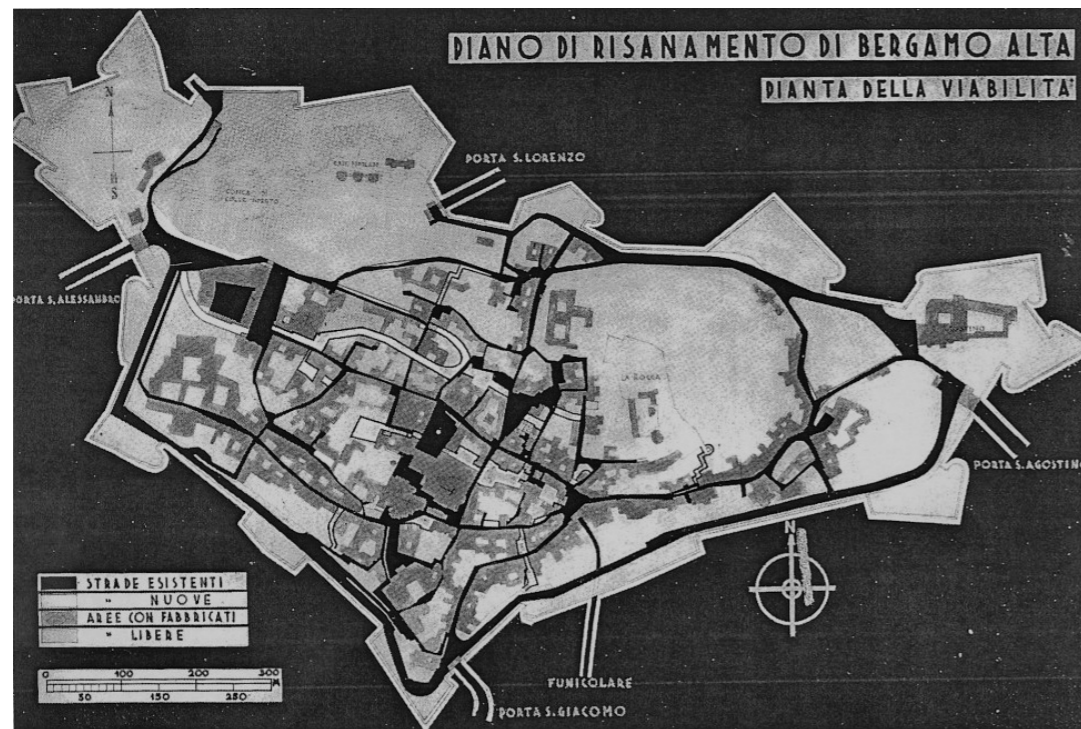 PIANO DI RISANAMENTO DI BERGAMO ALTA
PIANTA DELLA VIABILITA'
N
S
PORTA S. LORENZO
PORTA S. ALESSANDRO
LA ROCCA
PORTA S. AGOSTINO
N
STRADE ESISTENTI
" NUOVE
AREE CON FABBRICATI
" LIBERE
0 100 200 300
M
50 150 250
FUNICOLARE
PORTA S. GIACOMO